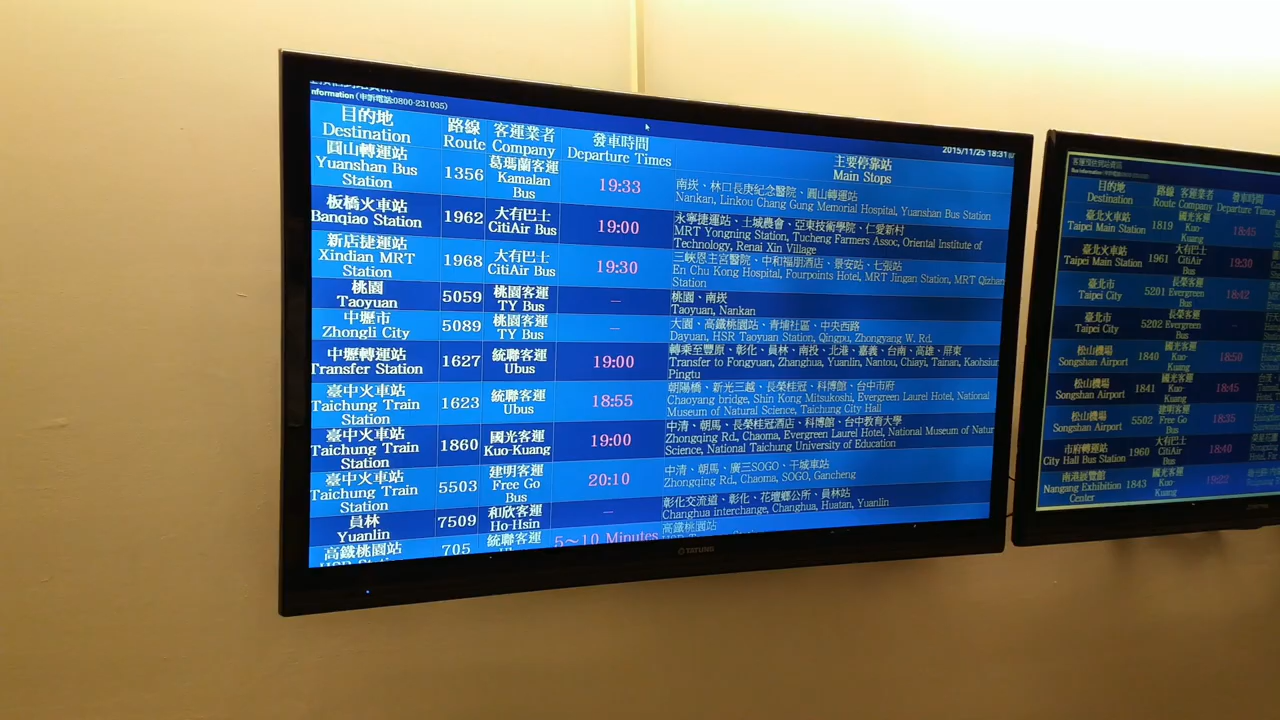 nformation (申訴電話:0800-231035)
2015/11/25 18:31
目的地 路線 客運業者 發車時間 主要停靠站
Destination Route Company Departure Times Main Stops
圓山轉運站 1356 葛瑪蘭客運 19:33 南崁、林口長庚紀念醫院、圓山轉運站
Yuanshan Bus Kamalan Nankan, Linkou Chang Gung Memorial Hospital, Yuanshan Bus Station
Station Bus
板橋火車站 1962 大有巴士 19:00 永寧捷運站、土城農會、亞東技術學院、仁愛新村
Banqiao Station CitiAir Bus MRT Yongning Station, Tucheng Farmers Assoc, Oriental Institute of
Technology, Renai Xin Village
新店捷運站 1968 大有巴士 19:30 三峽恩主宮醫院、中和福朋酒店、景安站、七張站
Xindian MRT CitiAir Bus En Chu Kong Hospital, Fourpoints Hotel, MRT Jingan Station, MRT Qizhan
Station Station
桃園 5059 桃園客運 — 桃園、南崁
Taoyuan TY Bus Taoyuan, Nankan
中壢市 5089 桃園客運 — 大園、高鐵桃園站、青埔社區、中央西路
Zhongli City TY Bus Dayuan, HSR Taoyuan Station, Qingpu, Zhongyang W. Rd.
中壢轉運站 1627 統聯客運 19:00 轉乘至豐原、彰化、員林、南投、北港、嘉義、台南、高雄、屏東
Transfer Station Ubus Transfer to Fongyuan, Zhanghua, Yuanlin, Nantou, Chiayi, Tainan, Kaohsiur
Pingtu
臺中火車站 1623 統聯客運 18:55 朝陽橋、新光三越、長榮桂冠、科博館、台中市府
Taichung Train Ubus Chaoyang bridge, Shin Kong Mitsukoshi, Evergreen Laurel Hotel, National
Station Museum of Natural Science, Taichung City Hall
臺中火車站 1860 國光客運 19:00 中清、朝馬、長榮桂冠酒店、科博館、台中教育大學
Taichung Train Kuo-Kuang Zhongqing Rd., Chaoma, Evergreen Laurel Hotel, National Museum of Natur
Station Science, National Taichung University of Education
臺中火車站 5503 建明客運 20:10 中清、朝馬、廣三SOGO、干城車站
Taichung Train Free Go Zhongqing Rd., Chaoma, SOGO, Gancheng
Station Bus
員林 7509 和欣客運 — 彰化交流道、彰化、花壇鄉公所、員林站
Yuanlin Ho-Hsin Changhua interchange, Changhua, Huatan, Yuanlin
高鐵桃園站 705 統聯客運 5～10 Minutes 高鐵桃園站
TATUNG
客運預估到站資訊
目的地 路線 客運業者 發車時間
Destination Route Company Departure Times
臺北火車站 1819 國光客運 18:45
Taipei Main Station Kuo-
Kuang
臺北火車站 1961 大有巴士 19:30
Taipei Main Station CitiAir
Bus
臺北市 5201 長榮客運 18:42
Taipei City Evergreen
Bus
臺北市 5202 長榮客運 —
Taipei City Evergreen
Bus
松山機場 1840 國光客運 18:50
Songshan Airport Kuo-
Kuang
松山機場 1841 國光客運 18:45
Songshan Airport Kuo-
Kuang
松山機場 5502 建明客運 18:35
Songshan Airport Free Go
Bus
市府轉運站 1960 大有巴士 18:40
City Hall Bus Station CitiAir
Bus
南港展覽館 1843 國光客運 19:22
Nangang Exhibition Kuo-
Center Kuang